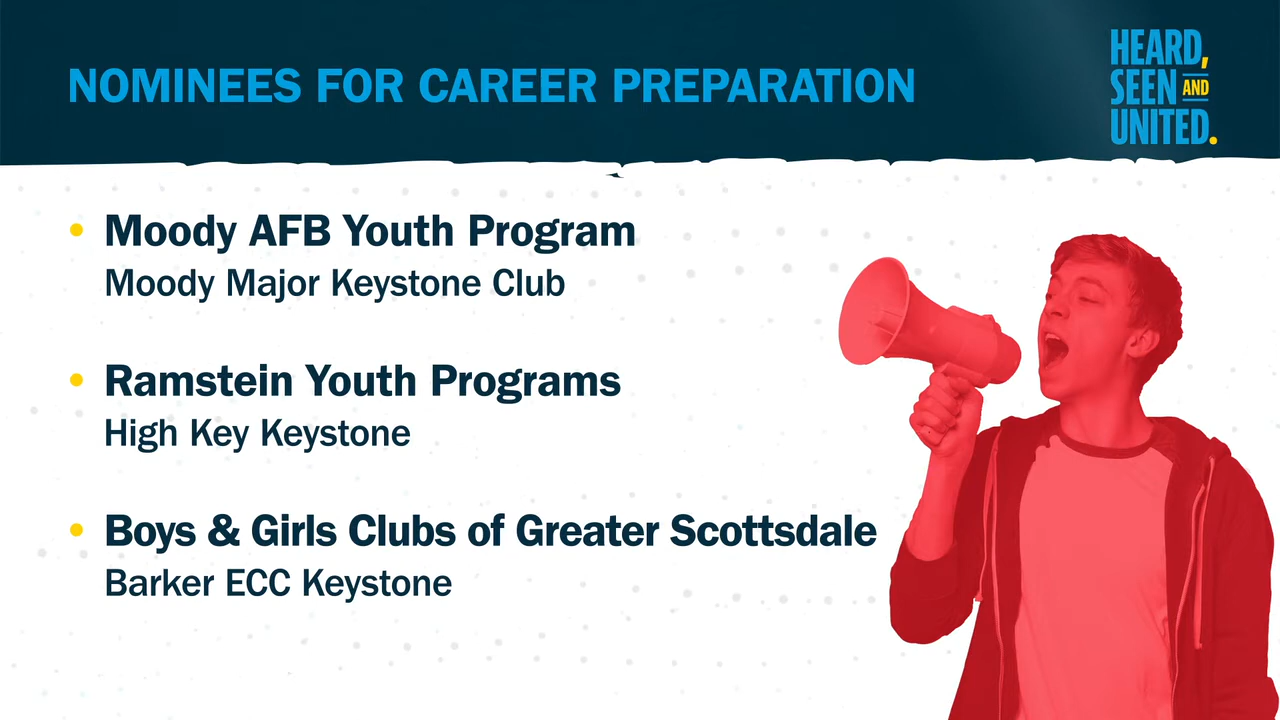 NOMINEES FOR CAREER PREPARATION
HEARD,
SEEN AND
UNITED.
• Moody AFB Youth Program
Moody Major Keystone Club
• Ramstein Youth Programs
High Key Keystone
• Boys & Girls Clubs of Greater Scottsdale
Barker ECC Keystone